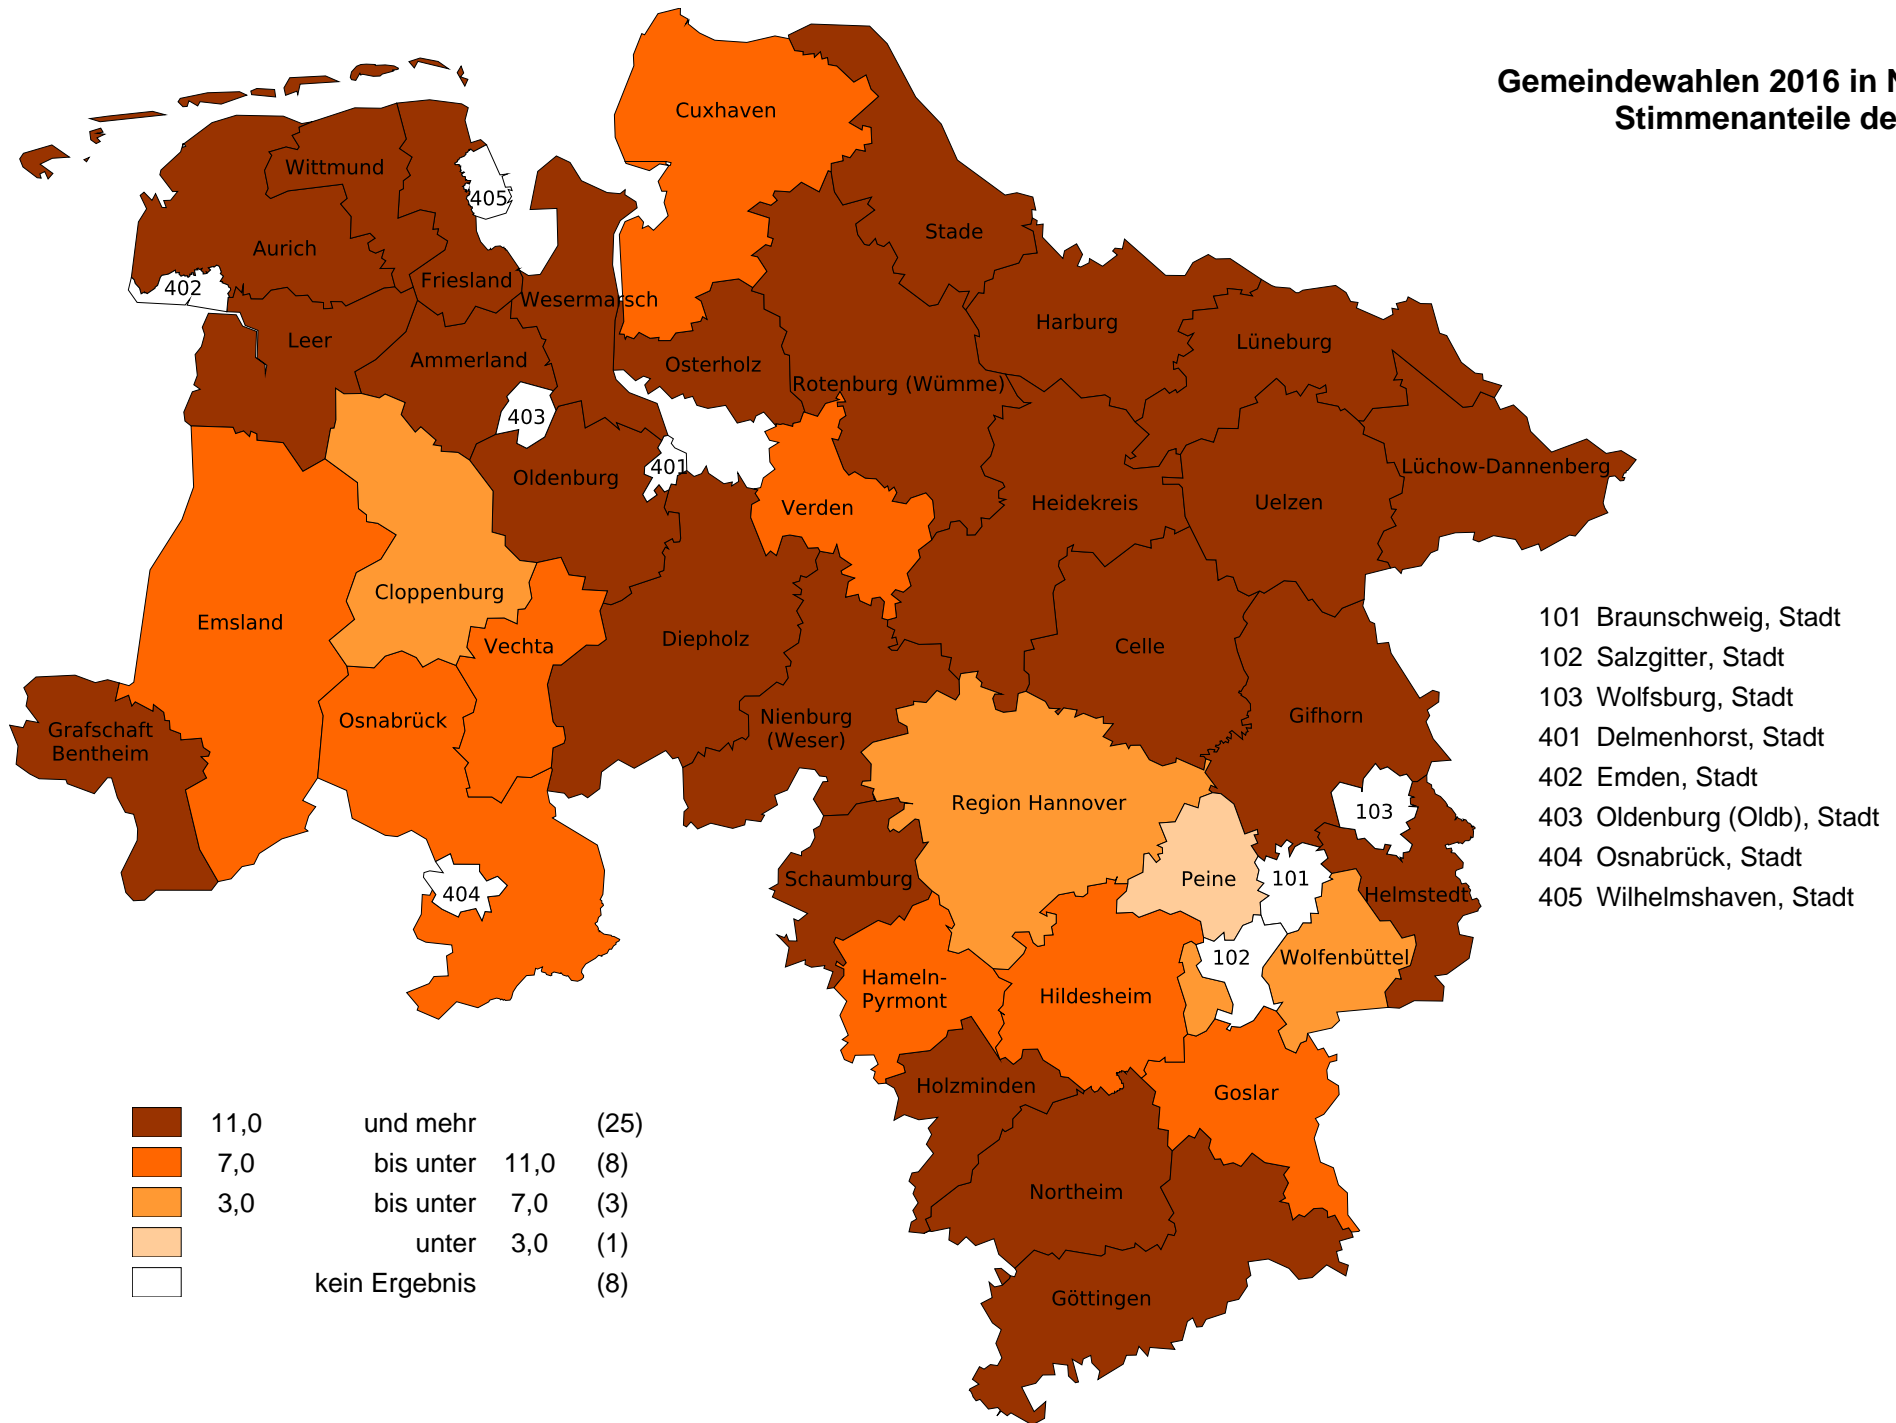 Gemeindewahlen 2016 in N
Stimmenanteile de
Cuxhaven
Wittmund
405
Stade
Aurich
Friesland
402
Wesermarsch
Harburg
Leer
Lüneburg
Ammerland
Osterholz
Rotenburg (Wümme)
403
401
Lüchow-Dannenberg
Oldenburg
Verden
Heidekreis
Uelzen
Cloppenburg
Emsland
Diepholz
Vechta
Celle
Osnabrück
Nienburg
(Weser)
Gifhorn
Grafschaft
Bentheim
Region Hannover
103
Schaumburg
Peine
101
404
Helmstedt
102
Wolfenbüttel
Hameln-
Pyrmont
Hildesheim
Holzminden
Goslar
Northeim
Göttingen
101 Braunschweig, Stadt
102 Salzgitter, Stadt
103 Wolfsburg, Stadt
401 Delmenhorst, Stadt
402 Emden, Stadt
403 Oldenburg (Oldb), Stadt
404 Osnabrück, Stadt
405 Wilhelmshaven, Stadt
11,0 und mehr (25)
7,0 bis unter 11,0 (8)
3,0 bis unter 7,0 (3)
unter 3,0 (1)
kein Ergebnis (8)